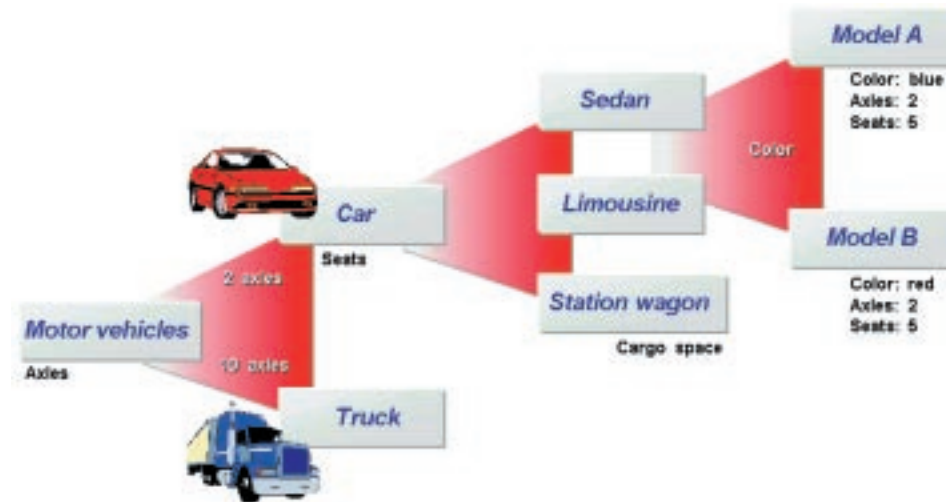 Model A
Color: blue
Axles: 2
Seats: 5
Sedan
Color
Car
Limousine
Seats
Model B
2 axles
Color: red
Axles: 2
Seats: 5
Station wagon
Motor vehicles
Cargo space
Axles
10 axles
Truck